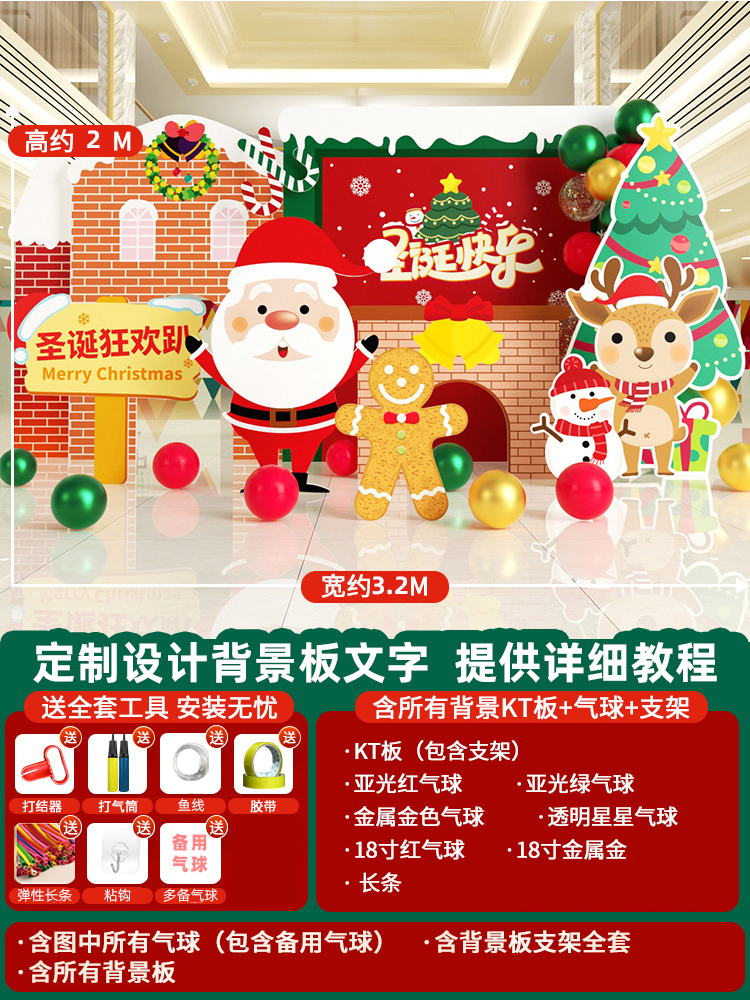 高约 2 M
圣诞快乐
圣诞狂欢趴
Merry Christmas
宽约3.2M
定制设计背景板文字 提供详细教程
送全套工具 安装无忧
送 送 送 送
打结器 打气筒 鱼线 胶带
送 送 送
备用
气球
弹性长条 粘钩 多备气球
含所有背景KT板+气球+支架
·KT板（包含支架）
·亚光红气球 ·亚光绿气球
·金属金色气球 ·透明星星气球
·18寸红气球 ·18寸金属金
·长条
·含图中所有气球（包含备用气球） ·含背景板支架全套
·含所有背景板